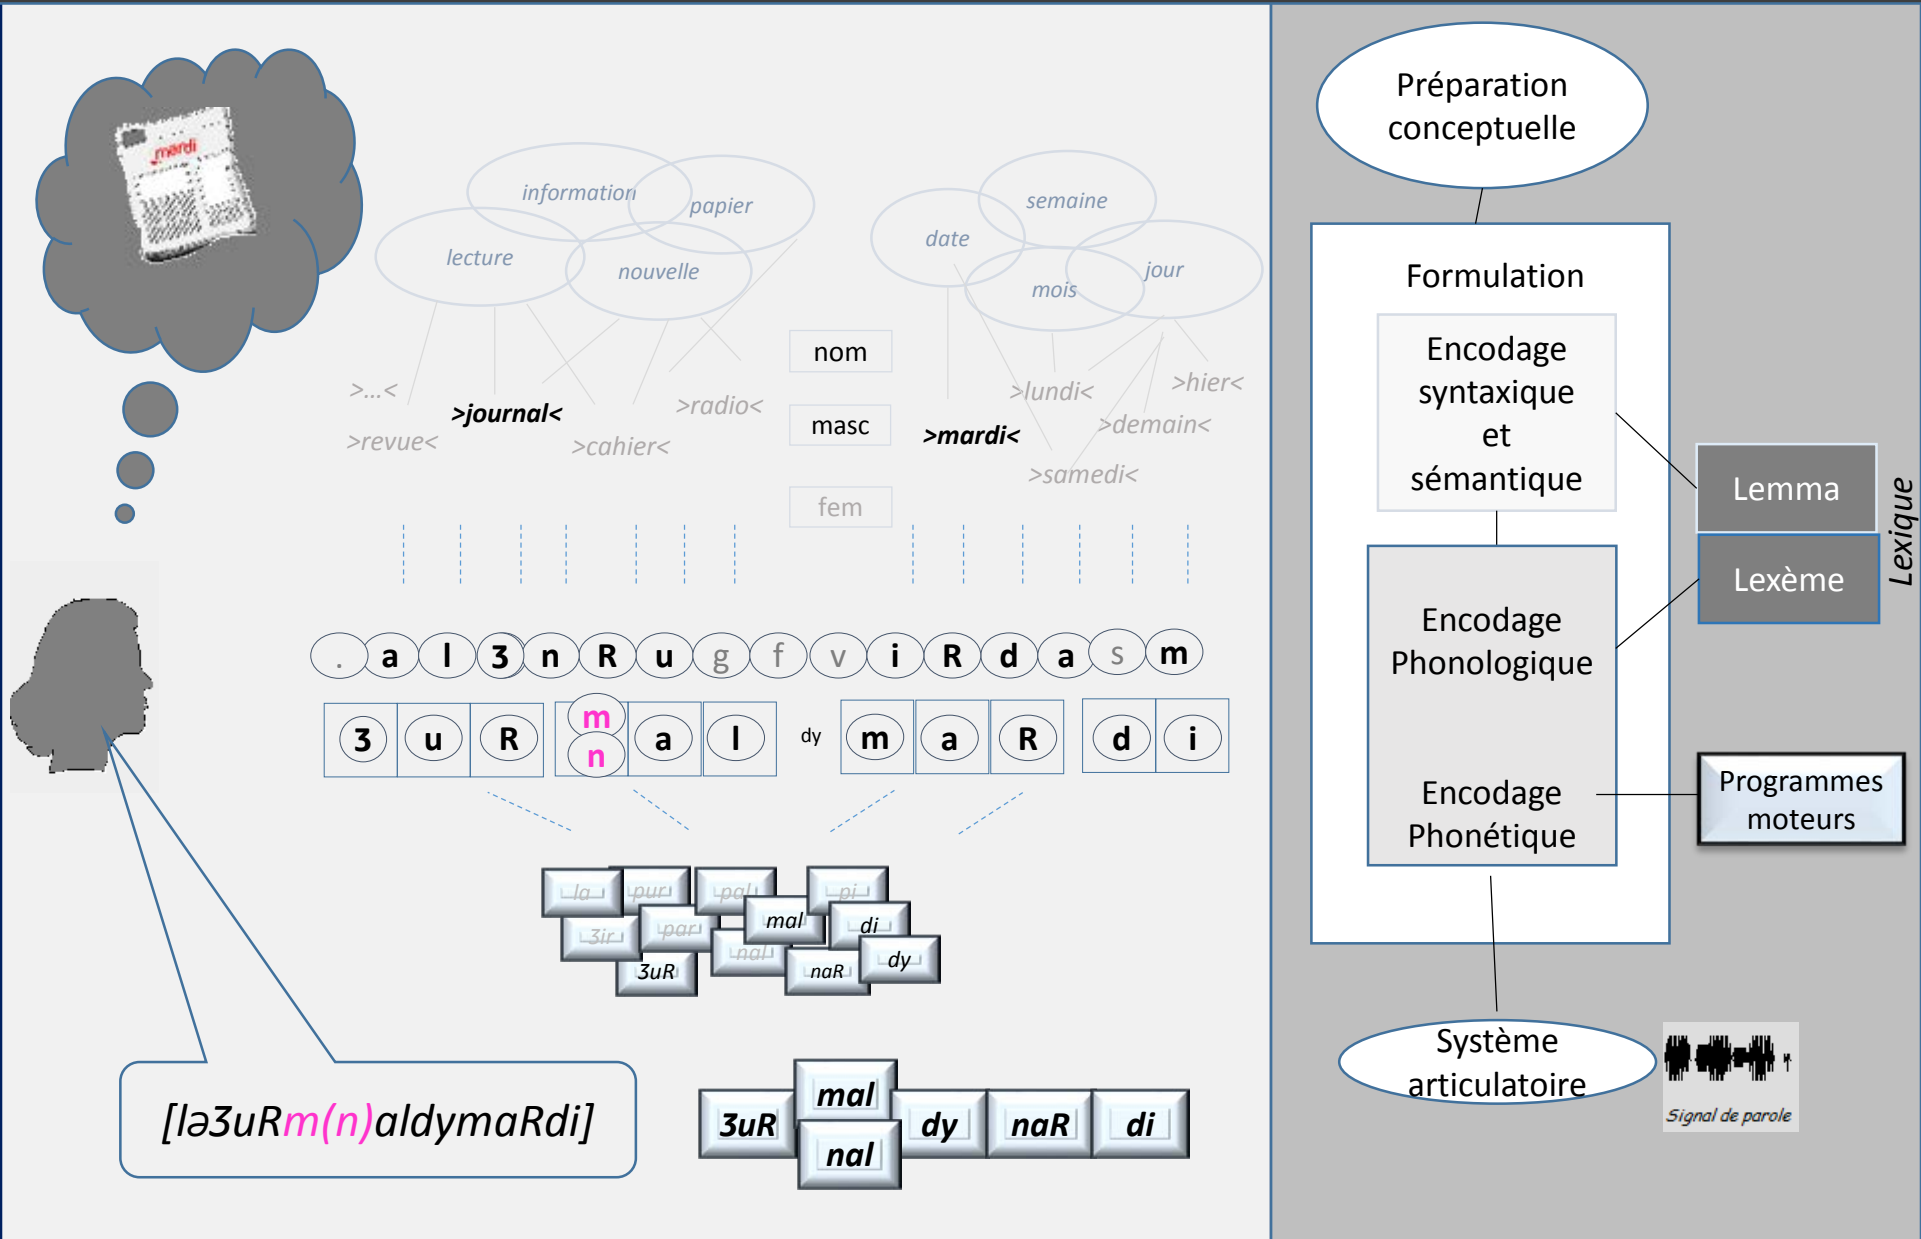 mardi
information
papier
lecture
nouvelle
semaine
date
jour
mois
nom
masc
fem
>...<
>journal<
>revue<
>cahier<
>radio<
>mardi<
>lundi<
>hier<
>demain<
>samedi<
. a l 3 n R u g f v i R d a s m
m
3 u R n a l dy m a R d i
la pur pal pi
3ir par mal di
3uR nal naR dy
[lə3uRm(n)aldymaRdi]
mal
3uR dy naR di
nal
Préparation
conceptuelle
Formulation
Encodage
syntaxique
et
sémantique
Lemma
Lexème
Lexique
Encodage
Phonologique
Encodage
Phonétique
Programmes
moteurs
Système
articulatoire
Signal de parole